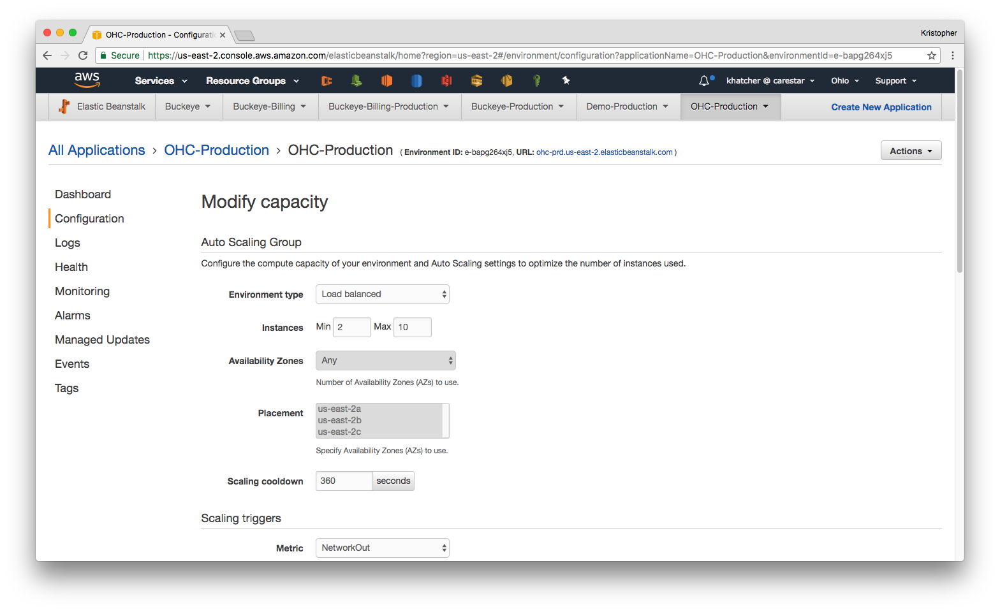 OHC-Production - Configuratio
Kristopher
Secure https://us-east-2.console.aws.amazon.com/elasticbeanstalk/home?region=us-east-2#/environment/configuration?applicationName=OHC-Production&environmentId=e-bapg264xj5
aws Services Resource Groups khatcher @ carestar Ohio Support
Elastic Beanstalk Buckeye Buckeye-Billing Buckeye-Billing-Production Buckeye-Production Demo-Production OHC-Production Create New Application
All Applications › OHC-Production › OHC-Production ( Environment ID: e-bapg264xj5, URL: ohc-prd.us-east-2.elasticbeanstalk.com ) Actions
Dashboard
Configuration
Logs
Health
Monitoring
Alarms
Managed Updates
Events
Tags
Modify capacity
Auto Scaling Group
Configure the compute capacity of your environment and Auto Scaling settings to optimize the number of instances used.
Environment type Load balanced
Instances Min 2 Max 10
Availability Zones Any
Number of Availability Zones (AZs) to use.
Placement us-east-2a
us-east-2b
us-east-2c
Specify Availability Zones (AZs) to use.
Scaling cooldown 360 seconds
Scaling triggers
Metric NetworkOut